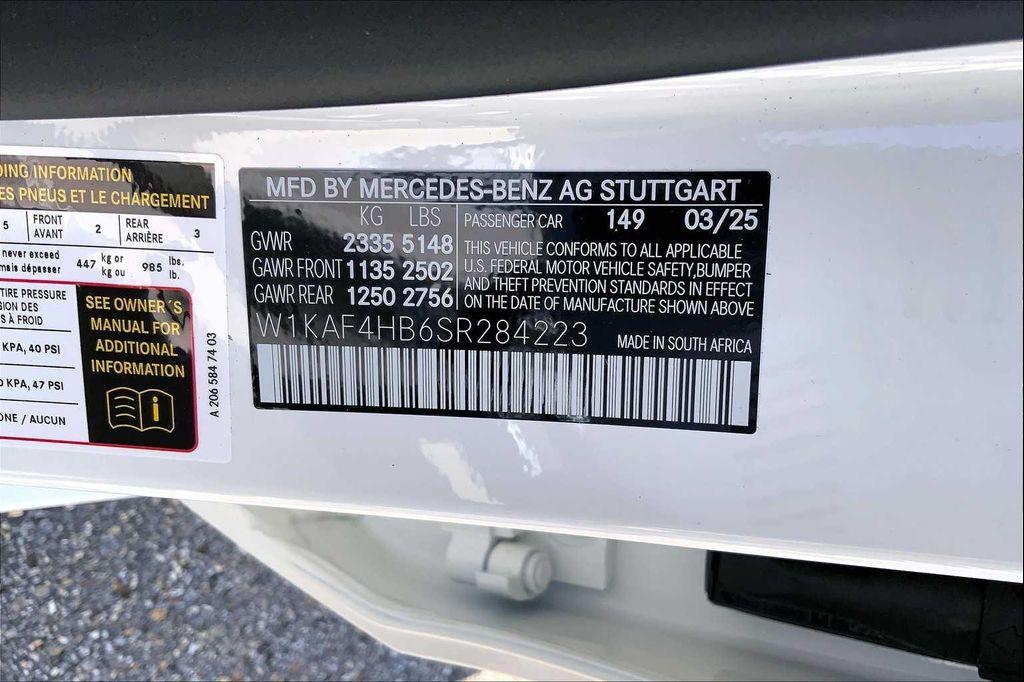 DING INFORMATION
ES PNEUS ET LE CHARGEMENT
5 FRONT AVANT 2 REAR ARRIÈRE 3
never exceed
mais dépasser 447 kg or kg ou 985 lbs. lb.
TIRE PRESSURE
SION DES
S À FROID
KPA, 40 PSI
0 KPA, 47 PSI
ONE / AUCUN
SEE OWNER´S
MANUAL FOR
ADDITIONAL
INFORMATION
A 206 584 74 03
MFD BY MERCEDES-BENZ AG STUTTGART
KG LBS
GWWR 2335 5148
GAWR FRONT 1135 2502
GAWR REAR 1250 2756
PASSENGER CAR 149 03/25
THIS VEHICLE CONFORMS TO ALL APPLICABLE
U.S. FEDERAL MOTOR VEHICLE SAFETY,BUMPER
AND THEFT PREVENTION STANDARDS IN EFFECT
ON THE DATE OF MANUFACTURE SHOWN ABOVE
W1KAF4HB6SR284223
MADE IN SOUTH AFRICA